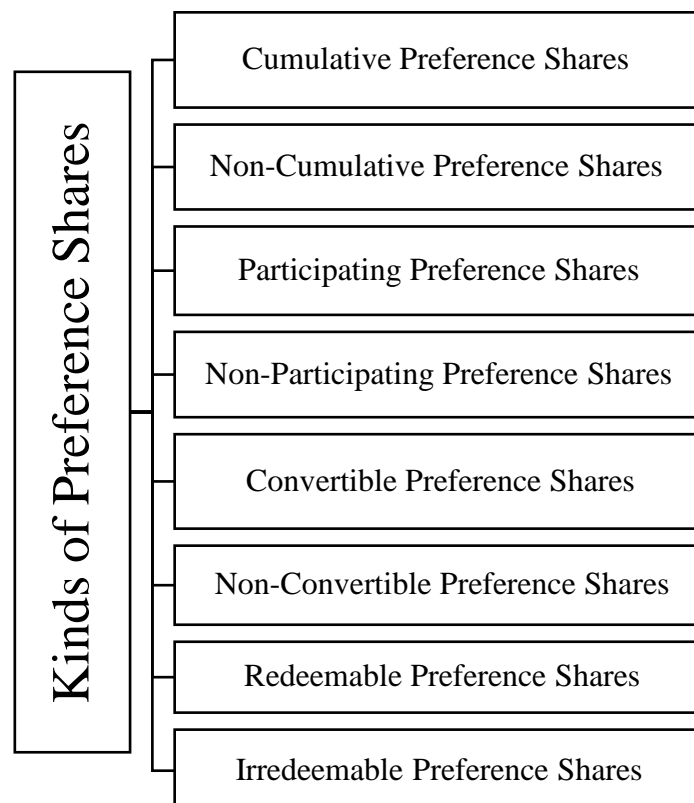 Kinds of Preference Shares
Cumulative Preference Shares
Non-Cumulative Preference Shares
Participating Preference Shares
Non-Participating Preference Shares
Convertible Preference Shares
Non-Convertible Preference Shares
Redeemable Preference Shares
Irredeemable Preference Shares